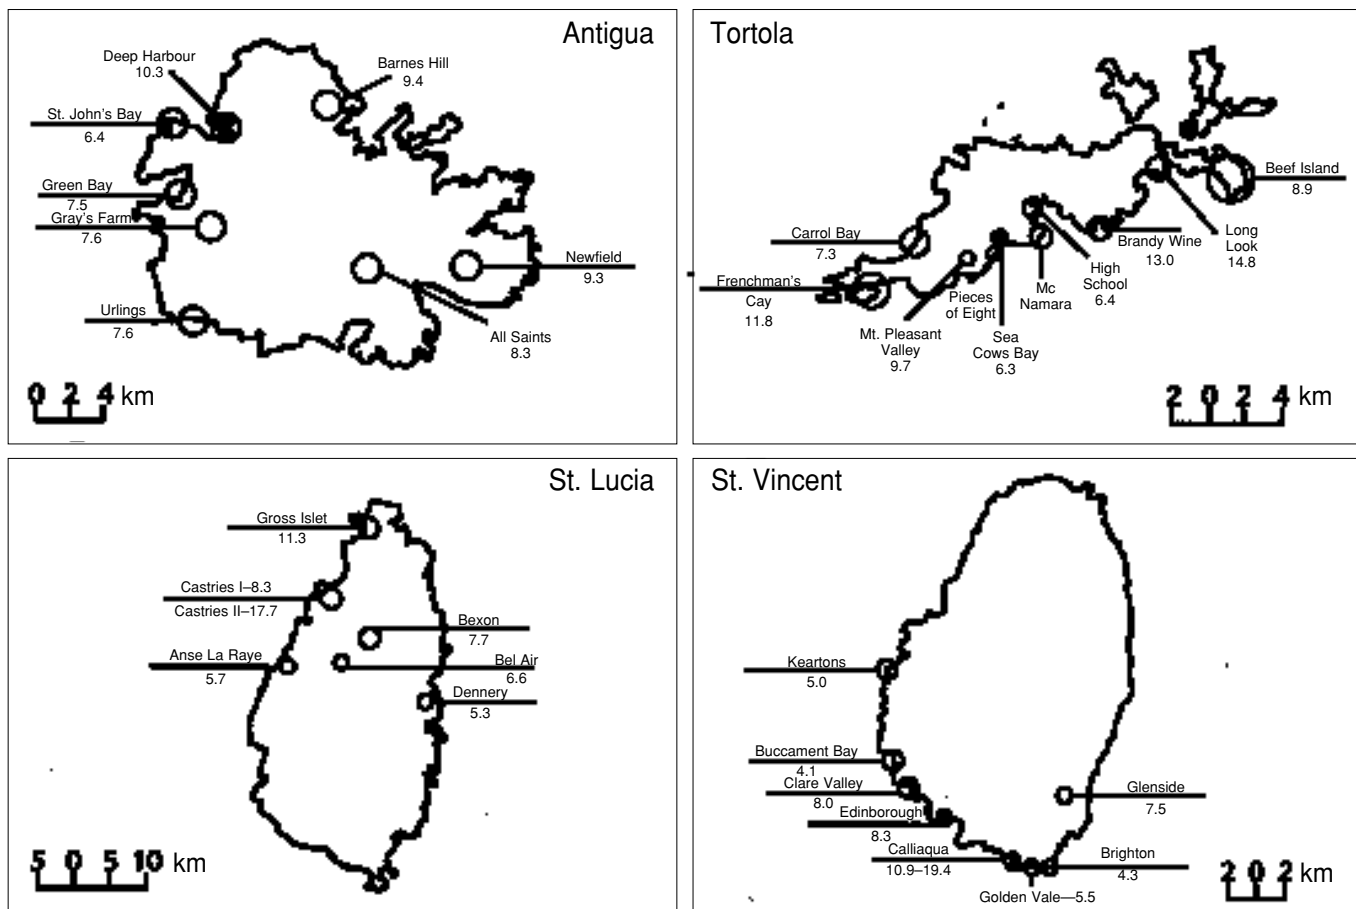 Antigua
Deep Harbour
10.3
Barnes Hill
9.4
St. John's Bay
6.4
Green Bay
7.5
Gray's Farm
7.6
Newfield
9.3
Urlings
7.6
All Saints
8.3
0 2 4 km
Tortola
Beef Island
8.9
Carrol Bay
7.3
Brandy Wine
13.0
Long
Look
14.8
Frenchman's
Cay
11.8
High
School
6.4
Mc
Namara
Pieces
of Eight
Mt. Pleasant
Valley
9.7
Sea
Cows Bay
6.3
2 0 2 4 km
St. Lucia
Gross Islet
11.3
Castries I–8.3
Castries II–17.7
Bexon
7.7
Anse La Raye
5.7
Bel Air
6.6
Dennery
5.3
5 0 5 10 km
St. Vincent
Keartons
5.0
Buccament Bay
4.1
Clare Valley
8.0
Glenside
7.5
Edinborough
8.3
Calliaqua
10.9–19.4
Brighton
4.3
Golden Vale—5.5
2 0 2 km